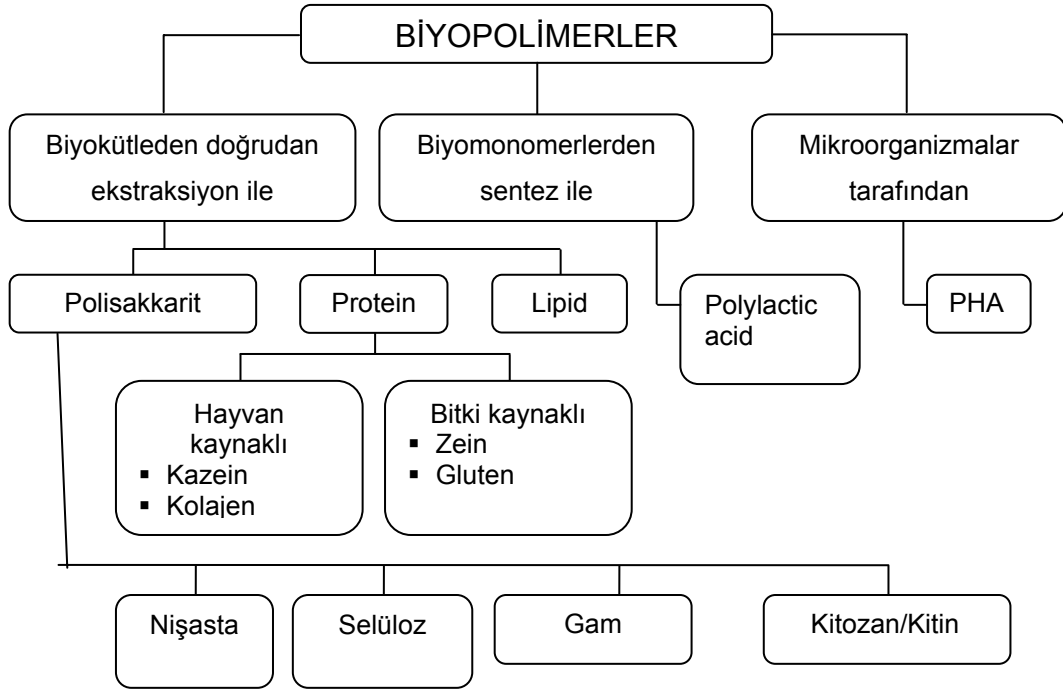 BİYOPOLİMERLER
Biyokütleden doğrudan
ekstraksiyon ile
Biyomonomerlerden
sentez ile
Mikroorganizmalar
tarafından
Polisakkarit
Protein
Lipid
Polylactic
acid
PHA
Hayvan
kaynaklı
▪ Kazein
▪ Kolajen
Bitki kaynaklı
▪ Zein
▪ Gluten
Nişasta
Selüloz
Gam
Kitozan/Kitin